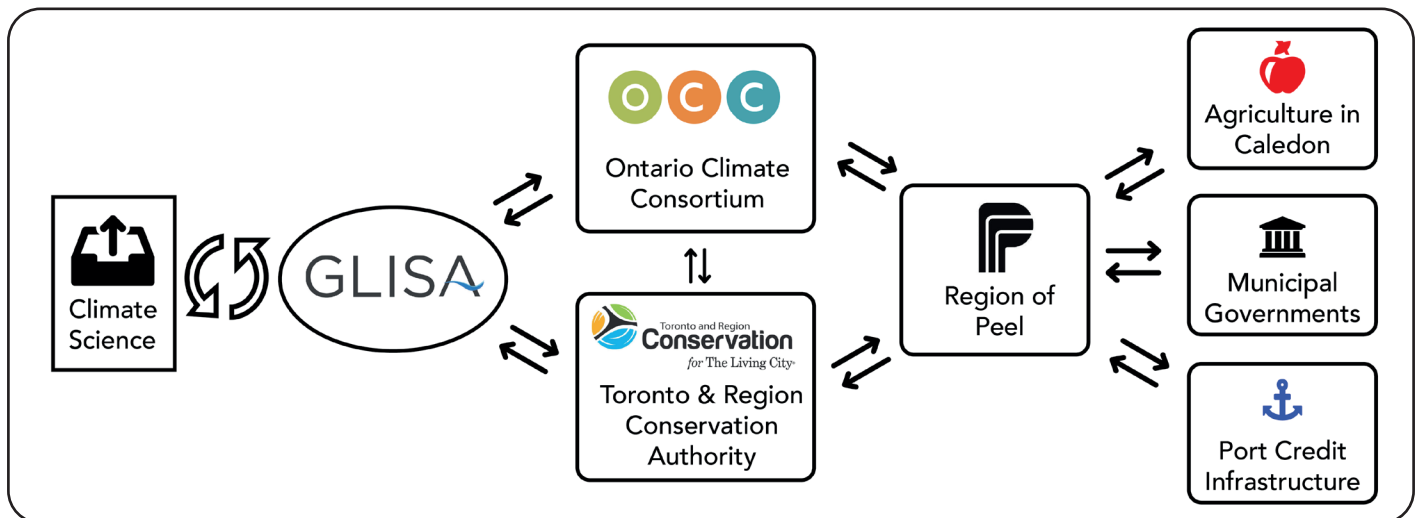 Climate
Science
GLISA
OCC
Ontario Climate
Consortium
Toronto and Region
Conservation
for The Living City
Toronto & Region
Conservation
Authority
Region of
Peel
Agriculture in
Caledon
Municipal
Governments
Port Credit
Infrastructure